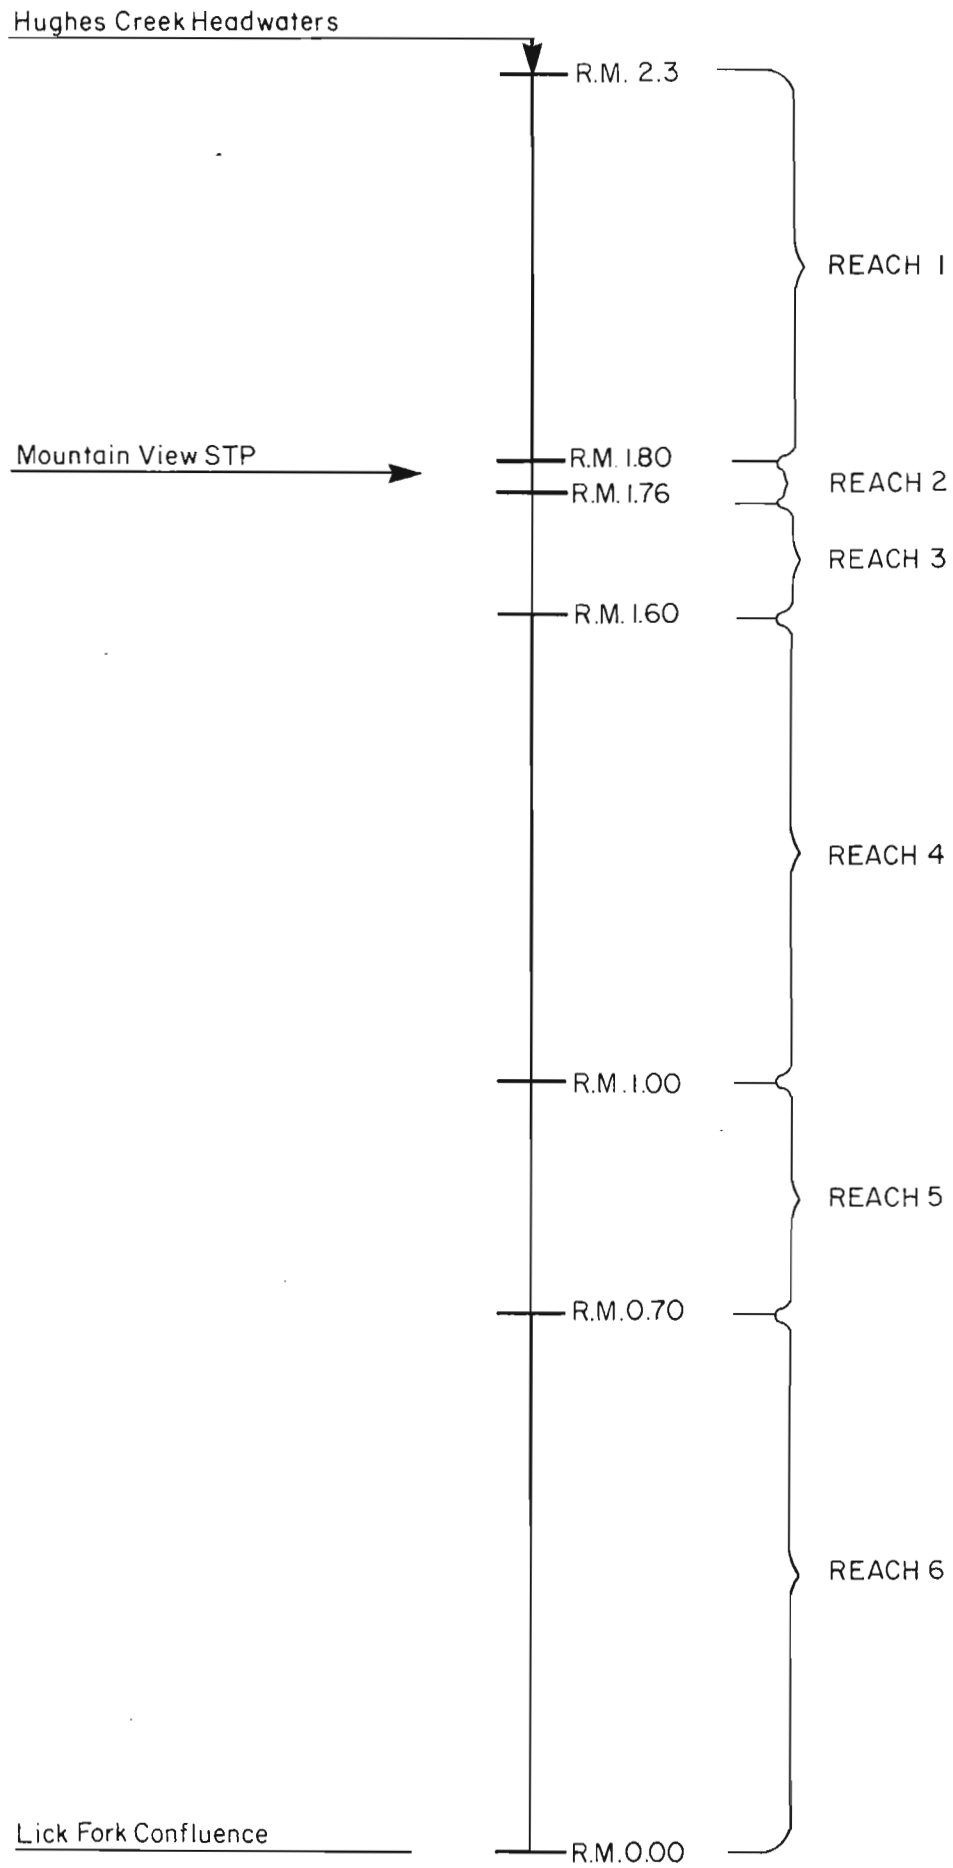 Hughes Creek Headwaters
R.M. 2.3
REACH 1
Mountain View STP
R.M. 1.80
REACH 2
R.M. 1.76
REACH 3
R.M. 1.60
REACH 4
R.M. 1.00
REACH 5
R.M. 0.70
REACH 6
Lick Fork Confluence
R.M. 0.00